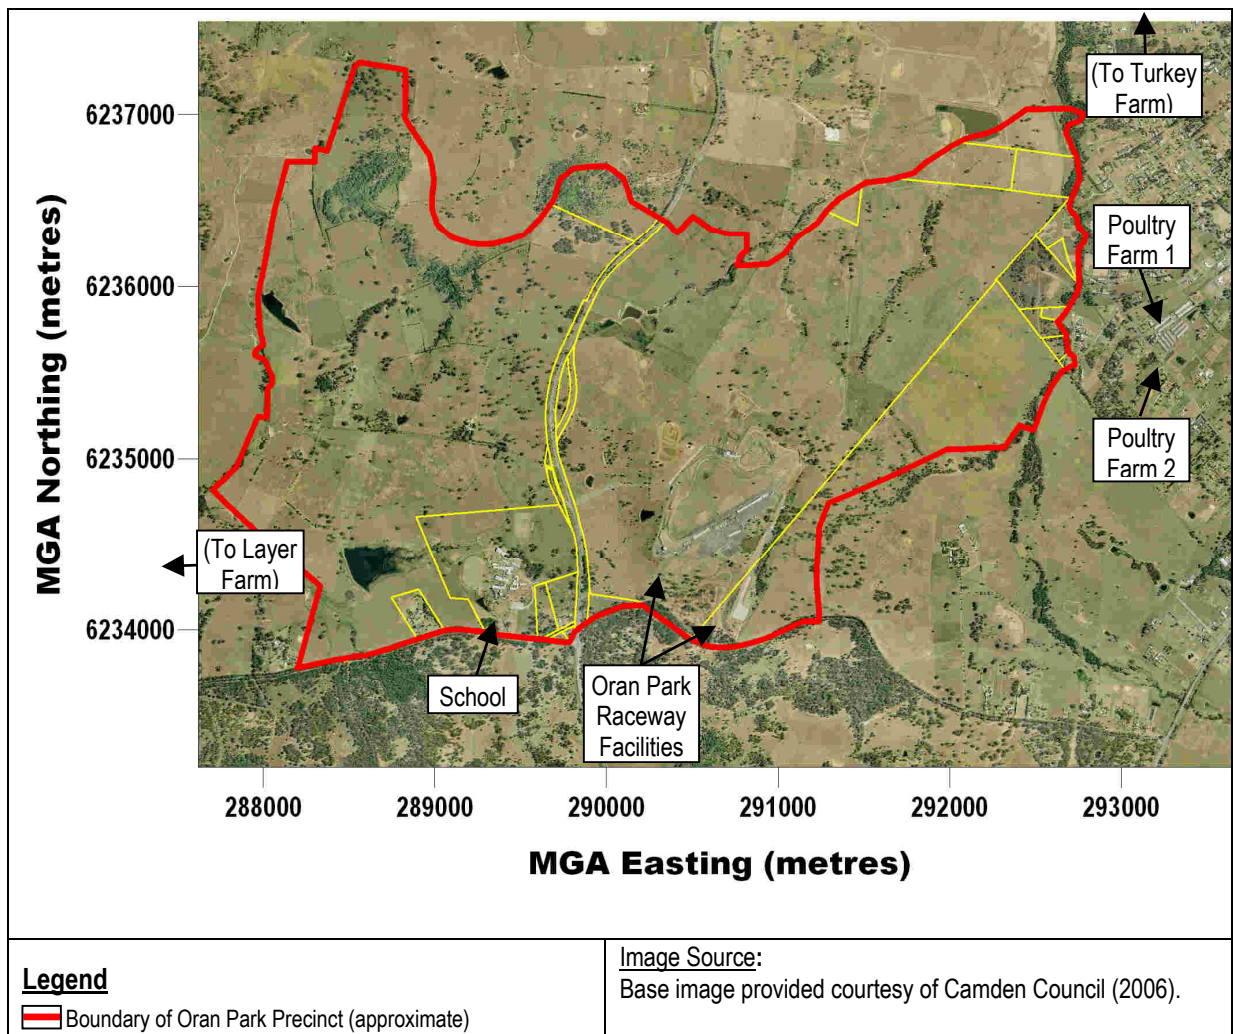 (To Turkey
Farm)
6237000
Poultry
Farm 1
6236000
MGA Northing (metres)
6235000
Poultry
Farm 2
(To Layer
Farm)
6234000
School
Oran Park
Raceway
Facilities
288000 289000 290000 291000 292000 293000
MGA Easting (metres)
Legend
Boundary of Oran Park Precinct (approximate)
Image Source:
Base image provided courtesy of Camden Council (2006).